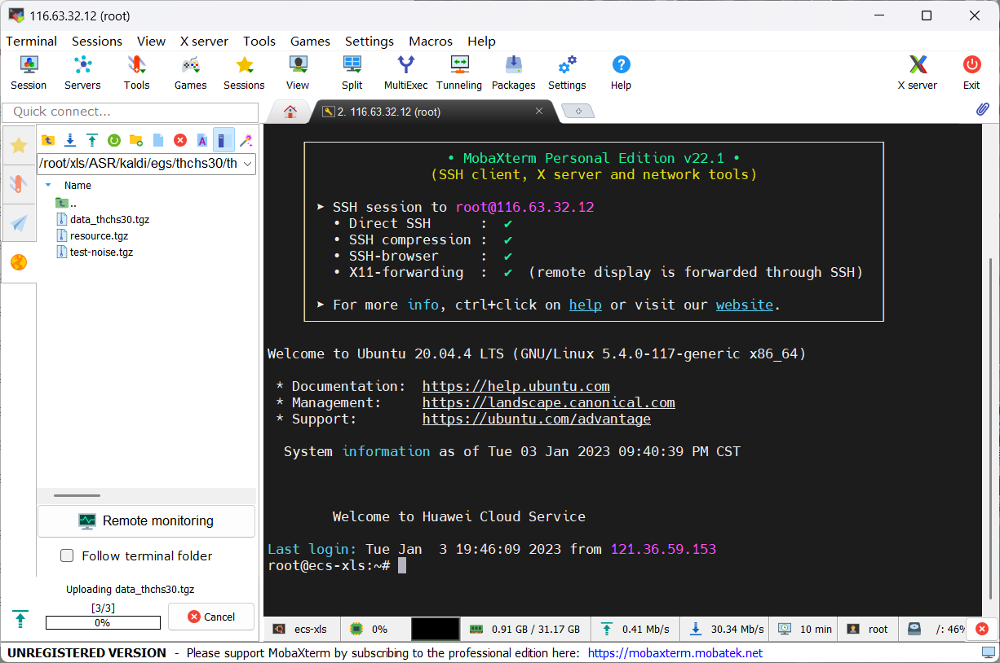 116.63.32.12 (root)
Terminal Sessions View X server Tools Games Settings Macros Help
Session Servers Tools Games Sessions View Split MultiExec Tunneling Packages Settings Help X server Exit
Quick connect...
2. 116.63.32.12 (root)
/root/xls/ASR/kaldi/egs/thchs30/th
Name
..
data_thchs30.tgz
resource.tgz
test-noise.tgz
Remote monitoring
Follow terminal folder
Uploading data_thchs30.tgz
[3/3]
0%
Cancel
• MobaXterm Personal Edition v22.1 •
(SSH client, X server and network tools)
➤ SSH session to root@116.63.32.12
• Direct SSH : ✔
• SSH compression : ✔
• SSH-browser : ✔
• X11-forwarding : ✔ (remote display is forwarded through SSH)
➤ For more info, ctrl+click on help or visit our website.
Welcome to Ubuntu 20.04.4 LTS (GNU/Linux 5.4.0-117-generic x86_64)
* Documentation: https://help.ubuntu.com
* Management: https://landscape.canonical.com
* Support: https://ubuntu.com/advantage
System information as of Tue 03 Jan 2023 09:40:39 PM CST
Welcome to Huawei Cloud Service
Last login: Tue Jan 3 19:46:09 2023 from 121.36.59.153
root@ecs-xls:~#
ecs-xls 0% 0.91 GB / 31.17 GB 0.41 Mb/s 30.34 Mb/s 10 min root /: 46%
UNREGISTERED VERSION - Please support MobaXterm by subscribing to the professional edition here: https://mobaxterm.mobatek.net